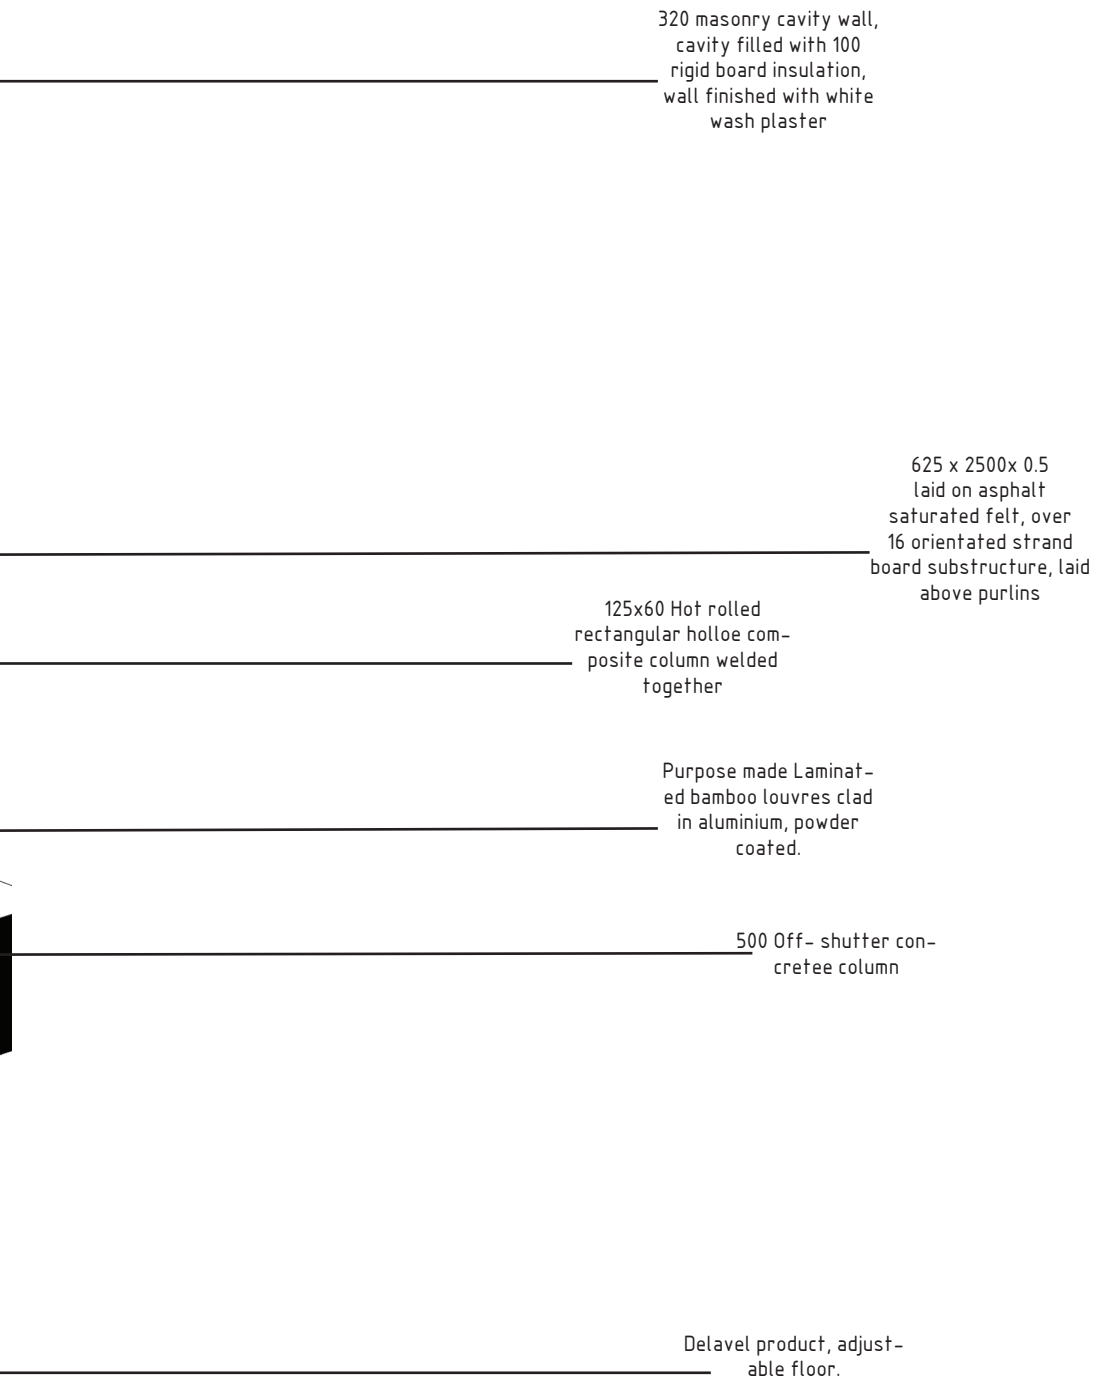 320 masonry cavity wall,
cavity filled with 100
rigid board insulation,
wall finished with white
wash plaster
625 x 2500x 0.5
laid on asphalt
saturated felt, over
16 orientated strand
board substructure, laid
above purlins
125x60 Hot rolled
rectangular holloe com-
posite column welded
together
Purpose made Laminat-
ed bamboo louvres clad
in aluminium, powder
coated.
500 Off- shutter con-
cretee column
Delavel product, adjust-
able floor.